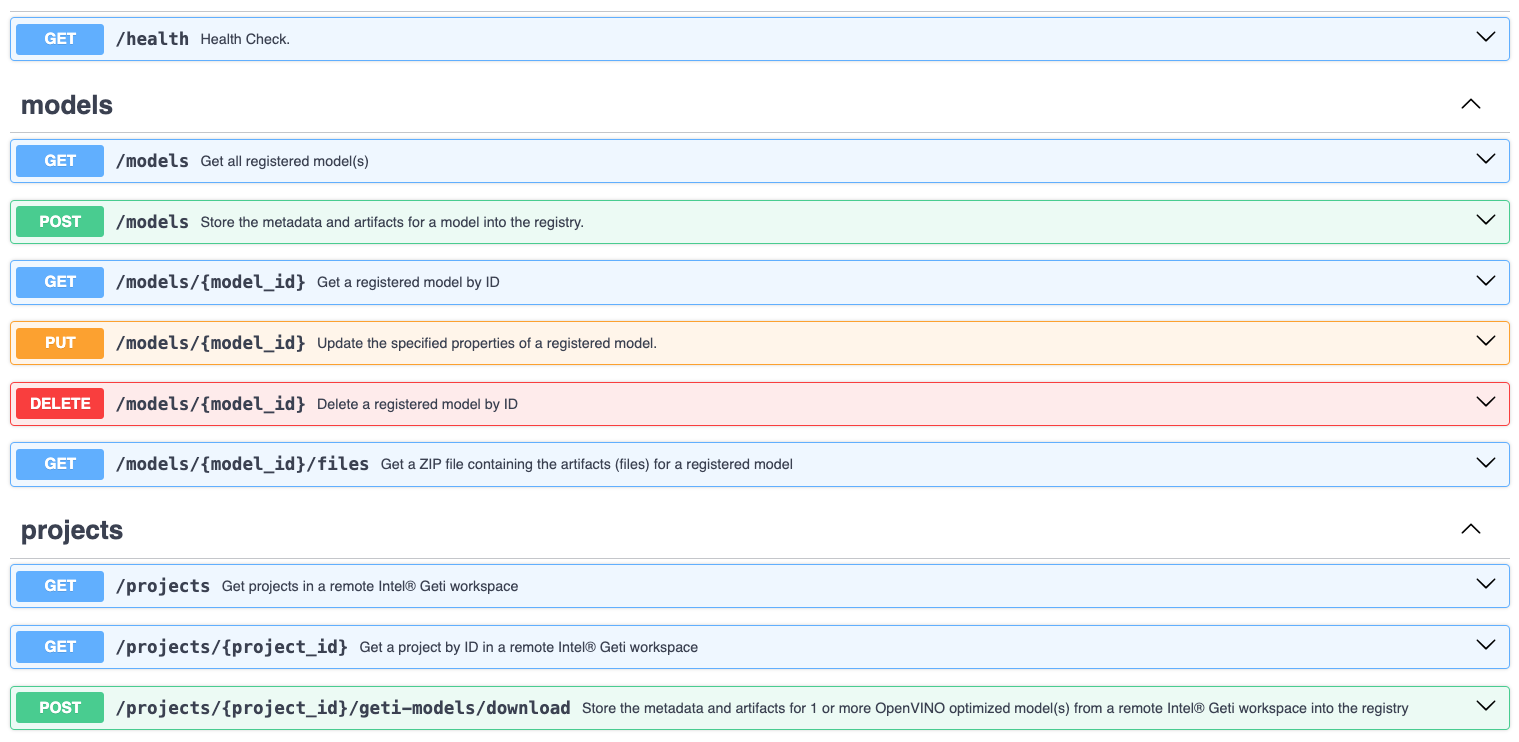 GET /health Health Check.
models
GET /models Get all registered model(s)
POST /models Store the metadata and artifacts for a model into the registry.
GET /models/{model_id} Get a registered model by ID
PUT /models/{model_id} Update the specified properties of a registered model.
DELETE /models/{model_id} Delete a registered model by ID
GET /models/{model_id}/files Get a ZIP file containing the artifacts (files) for a registered model
projects
GET /projects Get projects in a remote Intel® Geti workspace
GET /projects/{project_id} Get a project by ID in a remote Intel® Geti workspace
POST /projects/{project_id}/geti-models/download Store the metadata and artifacts for 1 or more OpenVINO optimized model(s) from a remote Intel® Geti workspace into the registry